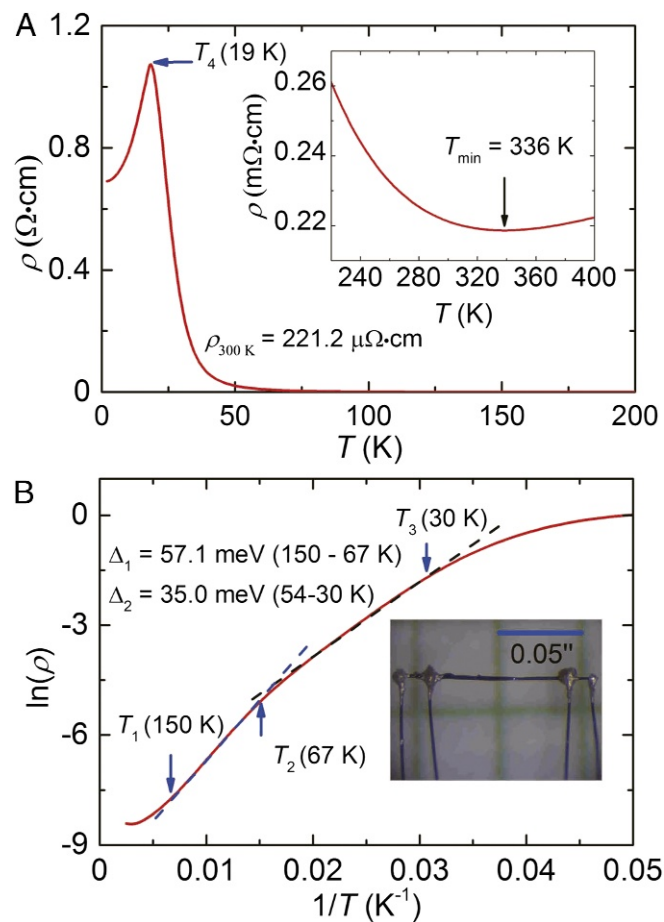 A
1.2
0.8
0.4
0
ρ (Ω•cm)
T₄ (19 K)
0.26
0.24
0.22
ρ (mΩ•cm)
T_min = 336 K
240 280 320 360 400
T (K)
ρ_300 K = 221.2 μΩ•cm
0 50 100 150 200
T (K)
B
0
-3
-6
-9
ln(ρ)
T₃ (30 K)
Δ₁ = 57.1 meV (150 - 67 K)
Δ₂ = 35.0 meV (54-30 K)
0.05"
T₁ (150 K)
T₂ (67 K)
0 0.01 0.02 0.03 0.04 0.05
1/T (K⁻¹)